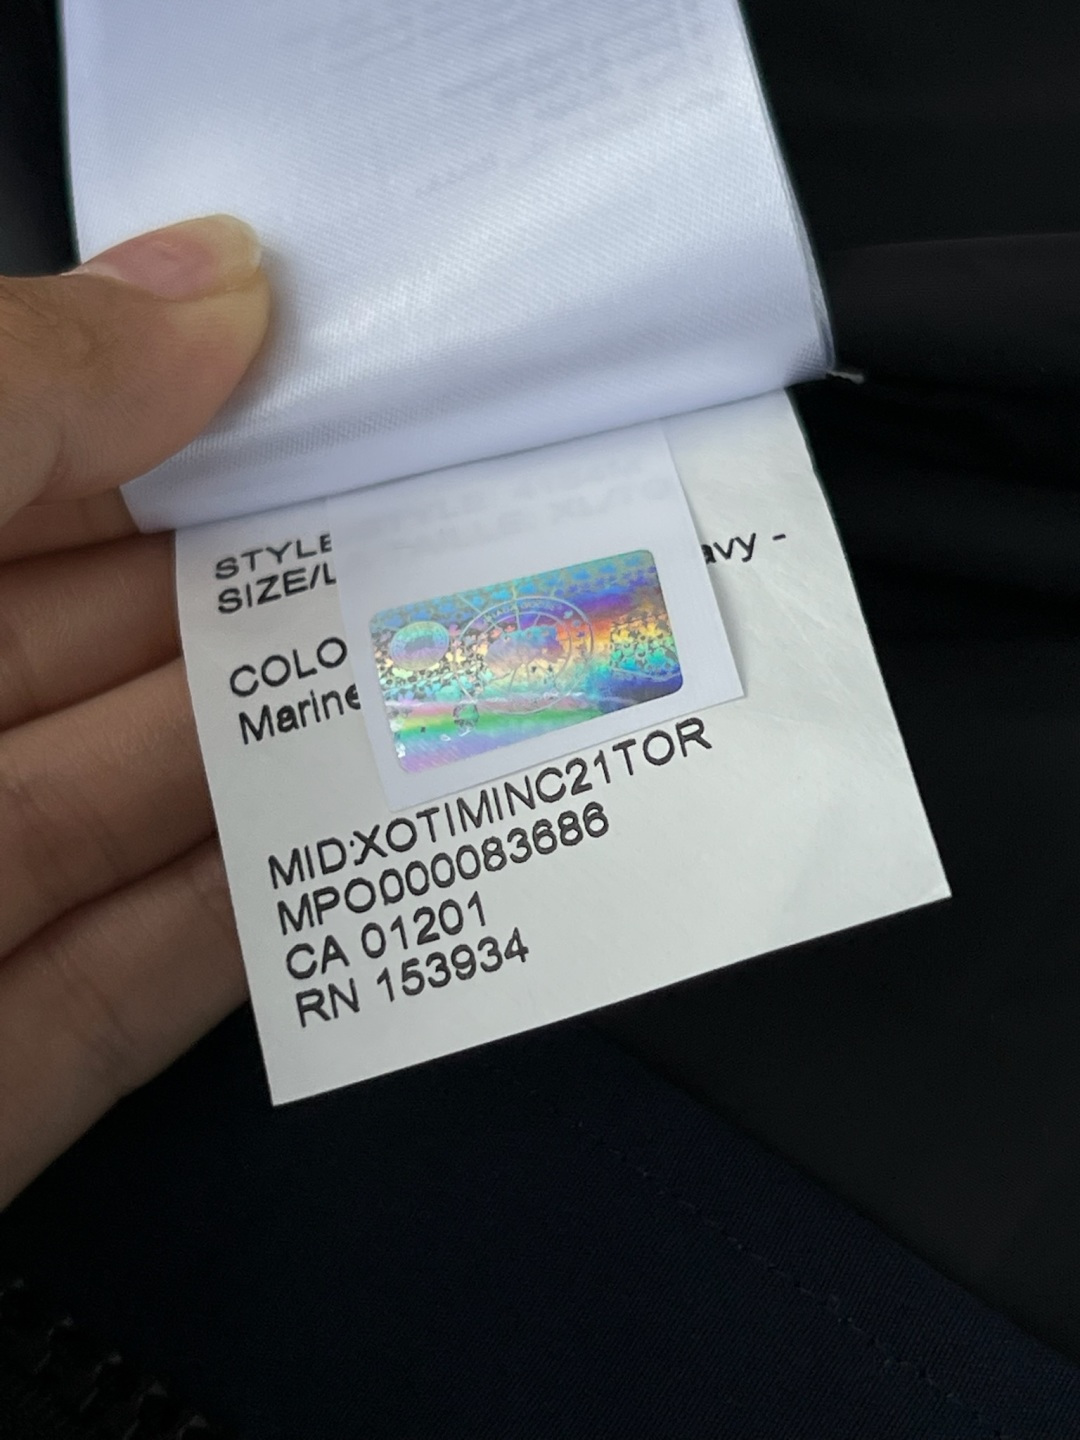 STYLE
SIZE/L
COLO
avy -
Marine
MID:XOTIMINC21TOR
MPO000083686
CA 01201
RN 153934